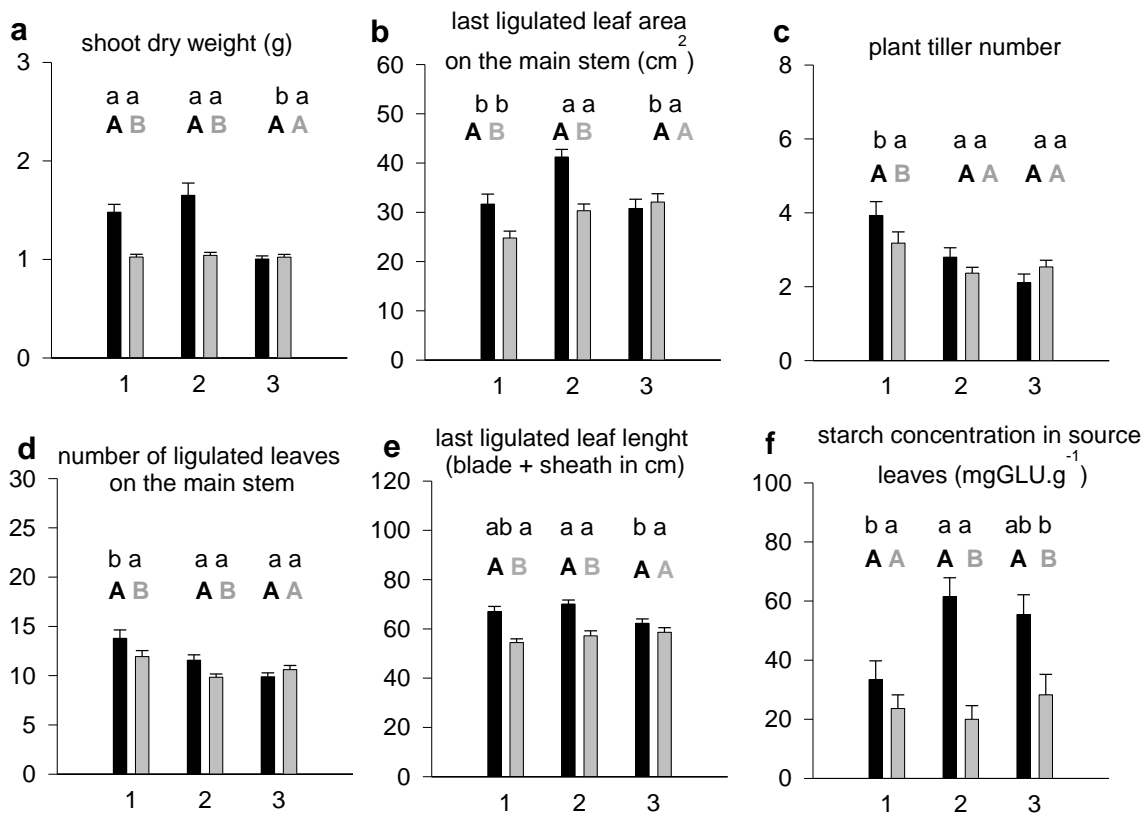 a
shoot dry weight (g)
3
2
1
0
a a
a a
b a
A B
A B
A A
1
2
3
b
last ligulated leaf area
on the main stem (cm²)
60
50
40
30
20
10
0
b b
a a
b a
A B
A B
A A
1
2
3
c
plant tiller number
8
6
4
2
0
b a
a a
a a
A B
A A
A A
1
2
3
d
number of ligulated leaves
on the main stem
30
25
20
15
10
5
0
b a
a a
a a
A B
A B
A A
1
2
3
e
last ligulated leaf lenght
(blade + sheath in cm)
120
100
80
60
40
20
0
ab a
a a
b a
A B
A B
A A
1
2
3
f
starch concentration in source
leaves (mgGLU.g⁻¹)
100
80
60
40
20
0
b a
a a
ab b
A A
A B
A B
1
2
3